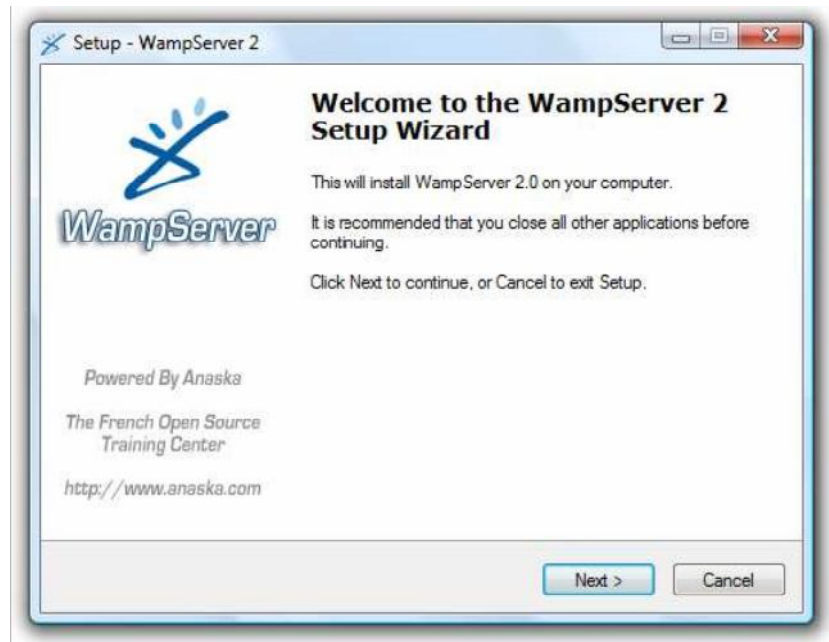 Setup - WampServer 2
WampServer
Powered By Anaska
The French Open Source
Training Center
http://www.anaska.com
Welcome to the WampServer 2
Setup Wizard
This will install WampServer 2.0 on your computer.
It is recommended that you close all other applications before
continuing.
Click Next to continue, or Cancel to exit Setup.
Next >
Cancel